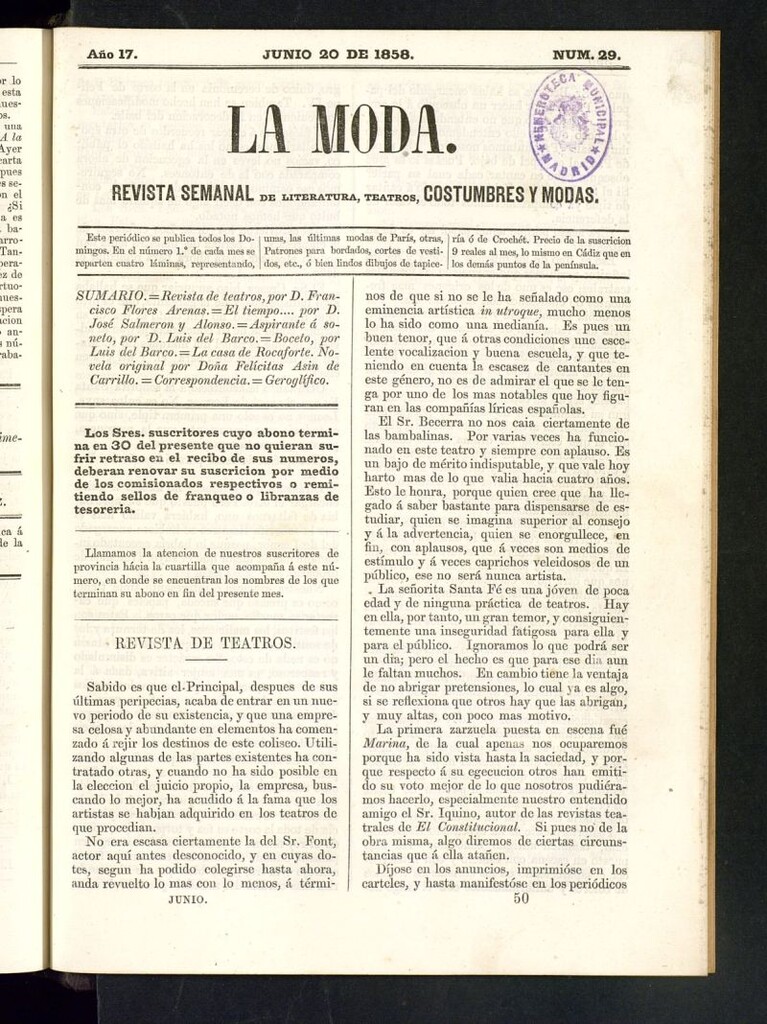 Año 17.
JUNIO 20 DE 1858.
NUM. 29.
HEMEROTECA MUNICIPAL
★ MADRID ★
LA MODA.
REVISTA SEMANAL DE LITERATURA, TEATROS, COSTUMBRES Y MODAS.
Este periódico se publica todos los Do-
mingos. En el número 1.º de cada mes se
reparten cuatro láminas, representando,
unas, las últimas modas de París, otras,
Patrones para bordados, cortes de vesti-
dos, etc., ó bien lindos dibujos de tapice-
ría ó de Crochét. Precio de la suscricion
9 reales al mes, lo mismo en Cádiz que en
los demás puntos de la península.
SUMARIO.=Revista de teatros, por D. Fran-
cisco Flores Arenas.=El tiempo.... por D.
José Salmeron y Alonso.=Aspirante á so-
neto, por D. Luis del Barco.=Boceto, por
Luis del Barco.=La casa de Rocaforte. No-
vela original por Doña Felícitas Asin de
Carrillo.=Correspondencia.=Geroglífico.
Los Sres. suscritores cuyo abono termi-
na en 30 del presente que no quieran su-
frir retraso en el recibo de sus numeros,
deberan renovar su suscricion por medio
de los comisionados respectivos o remi-
tiendo sellos de franqueo o libranzas de
tesoreria.
Llamamos la atencion de nuestros suscritores de
provincia hácia la cuartilla que acompaña á este nú-
mero, en donde se encuentran los nombres de los que
terminan su abono en fin del presente mes.
REVISTA DE TEATROS.
Sabido es que el Principal, despues de sus
últimas peripecias, acaba de entrar en un nue-
vo periodo de su existencia, y que una empre-
sa celosa y abundante en elementos ha comen-
zado á rejir los destinos de este coliseo. Utili-
zando algunas de las partes existentes ha con-
tratado otras, y cuando no ha sido posible en
la eleccion el juicio propio, la empresa, bus-
cando lo mejor, ha acudido á la fama que los
artistas se habian adquirido en los teatros de
que procedian.
No era escasa ciertamente la del Sr. Font,
actor aquí antes desconocido, y en cuyas do-
tes, segun ha podido colegirse hasta ahora,
anda revuelto lo mas con lo menos, á térmi-
JUNIO.
nos de que si no se le ha señalado como una
eminencia artística in utroque, mucho menos
lo ha sido como una medianía. Es pues un
buen tenor, que á otras condiciones une esce-
lente vocalizacion y buena escuela, y que te-
niendo en cuenta la escasez de cantantes en
este género, no es de admirar el que se le ten-
ga por uno de los mas notables que hoy figu-
ran en las compañías líricas españolas.
El Sr. Becerra no nos caia ciertamente de
las bambalinas. Por varias veces ha funcio-
nado en este teatro y siempre con aplauso. Es
un bajo de mérito indisputable, y que vale hoy
harto mas de lo que valia hacia cuatro años.
Esto le honra, porque quien cree que ha lle-
gado á saber bastante para dispensarse de es-
tudiar, quien se imagina superior al consejo
y á la advertencia, quien se enorgullece, en
fin, con aplausos, que á veces son medios de
estímulo y á veces caprichos veleidosos de un
público, ese no será nunca artista.
La señorita Santa Fé es una jóven de poca
edad y de ninguna práctica de teatros. Hay
en ella, por tanto, un gran temor, y consiguien-
temente una inseguridad fatigosa para ella y
para el público. Ignoramos lo que podrá ser
un dia; pero el hecho es que para ese dia aun
le faltan muchos. En cambio tiene la ventaja
de no abrigar pretensiones, lo cual ya es algo,
si se reflexiona que otros hay que las abrigan,
y muy altas, con poco mas motivo.
La primera zarzuela puesta en escena fué
Marina, de la cual apenas nos ocuparemos
porque ha sido vista hasta la saciedad, y por-
que respecto á su egecucion otros han emiti-
do su voto mejor de lo que nosotros pudiéra-
mos hacerlo, especialmente nuestro entendido
amigo el Sr. Iquino, autor de las revistas tea-
trales de El Constitucional. Si pues no de la
obra misma, algo diremos de ciertas circuns-
tancias que á ella atañen.
Díjose en los anuncios, imprimióse en los
carteles, y hasta manifestóse en los periódicos
50